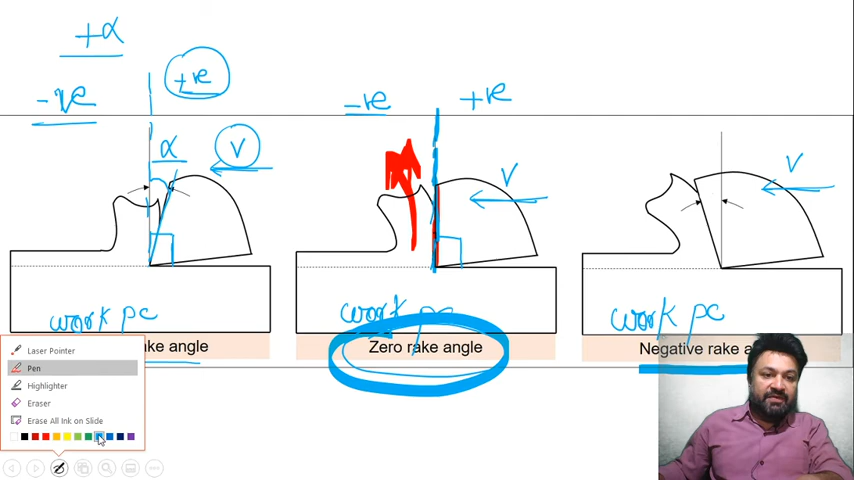 +α
-ve
+ve
-ve
+ve
α
V
V
V
work pc
work pc
work pc
ake angle
Zero rake angle
Negative rake a
Laser Pointer
Pen
Highlighter
Eraser
Erase All Ink on Slide